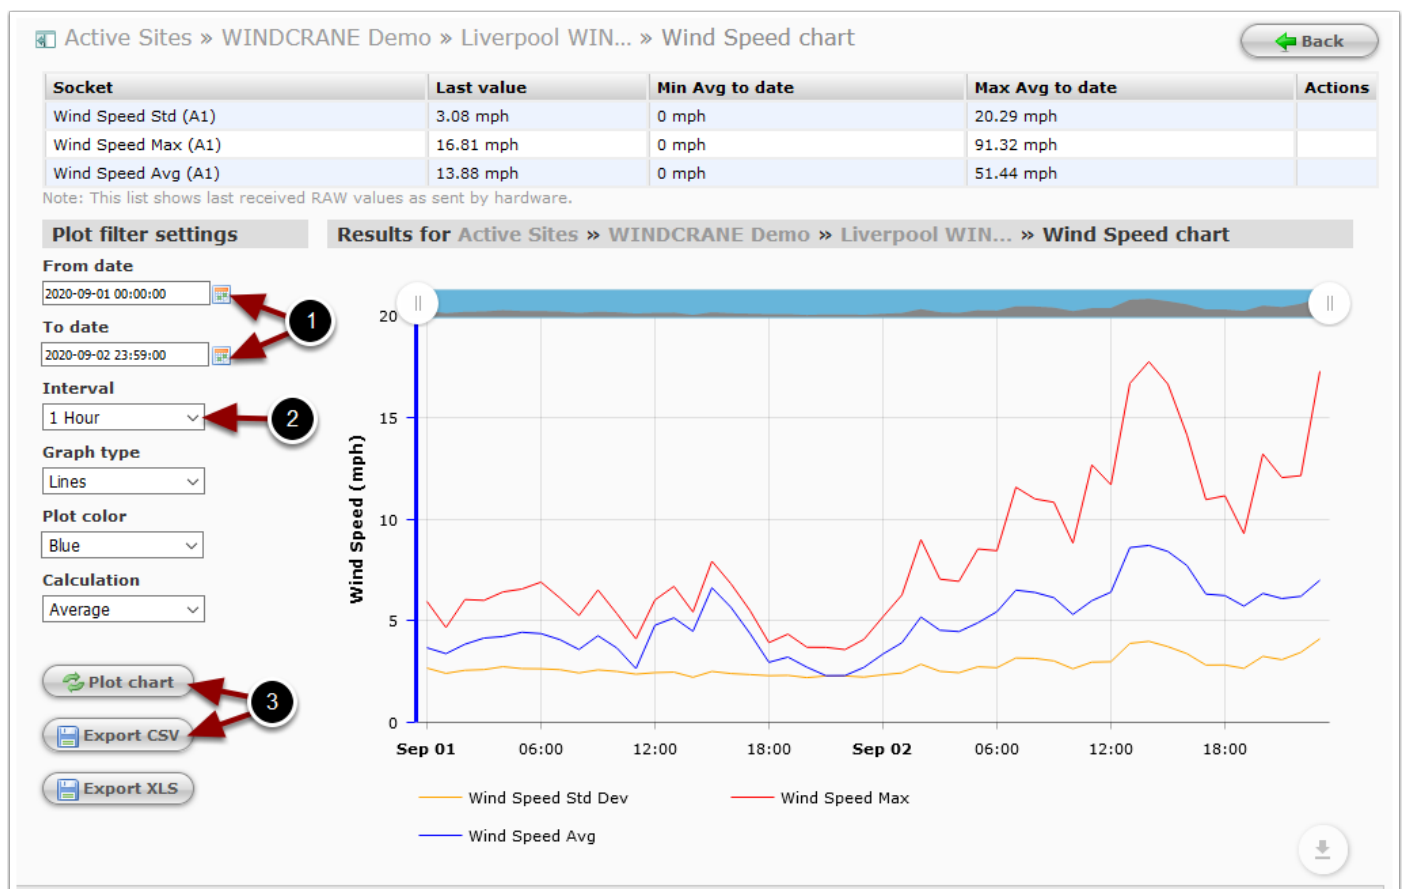 Active Sites » WINDCRANE Demo » Liverpool WIN... » Wind Speed chart
Back
Socket Last value Min Avg to date Max Avg to date Actions
Wind Speed Std (A1) 3.08 mph 0 mph 20.29 mph
Wind Speed Max (A1) 16.81 mph 0 mph 91.32 mph
Wind Speed Avg (A1) 13.88 mph 0 mph 51.44 mph
Note: This list shows last received RAW values as sent by hardware.
Plot filter settings
From date
2020-09-01 00:00:00
1
To date
2020-09-02 23:59:00
Interval
1 Hour
2
Graph type
Lines
Plot color
Blue
Calculation
Average
Plot chart
3
Export CSV
Export XLS
Results for Active Sites » WINDCRANE Demo » Liverpool WIN... » Wind Speed chart
20
15
10
5
0
Wind Speed (mph)
Sep 01 06:00 12:00 18:00 Sep 02 06:00 12:00 18:00
Wind Speed Std Dev Wind Speed Max
Wind Speed Avg